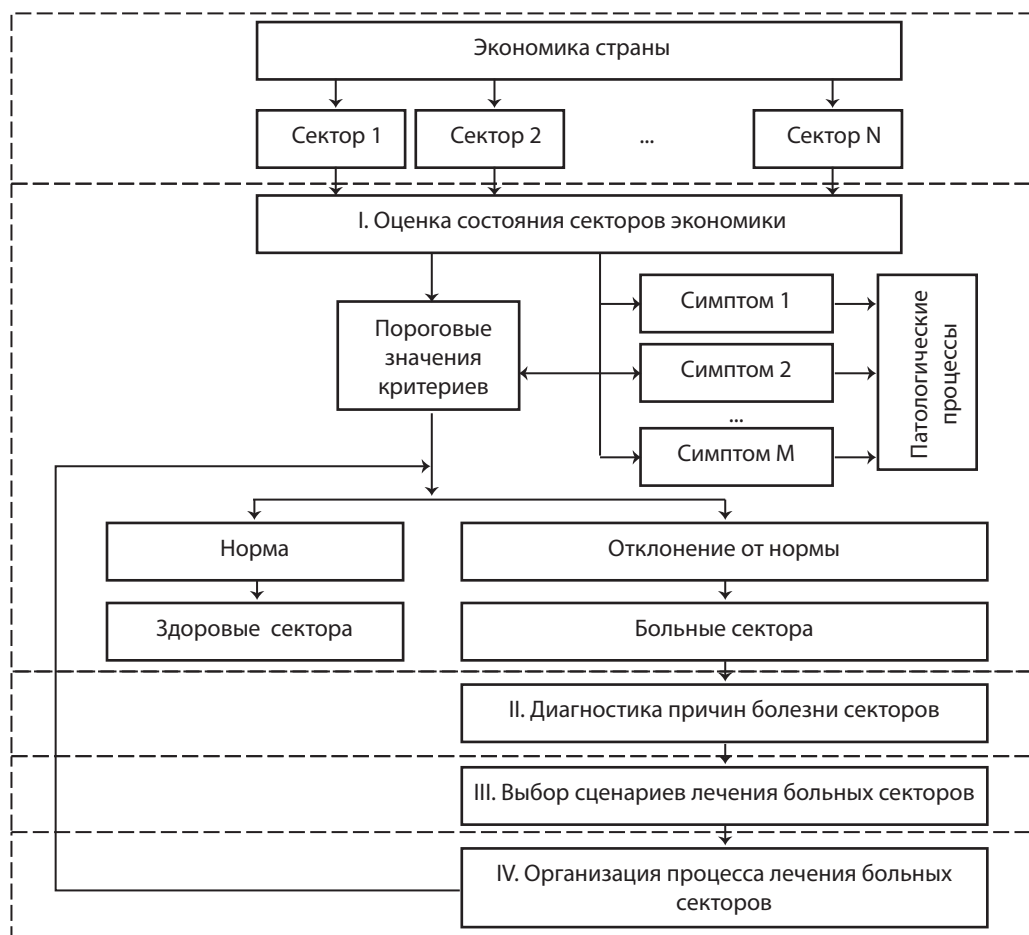 Экономика страны
Сектор 1
Сектор 2
...
Сектор N
I. Оценка состояния секторов экономики
Пороговые
значения
критериев
Симптом 1
Симптом 2
...
Симптом M
Патологические
процессы
Норма
Отклонение от нормы
Здоровые сектора
Больные сектора
II. Диагностика причин болезни секторов
III. Выбор сценариев лечения больных секторов
IV. Организация процесса лечения больных
секторов